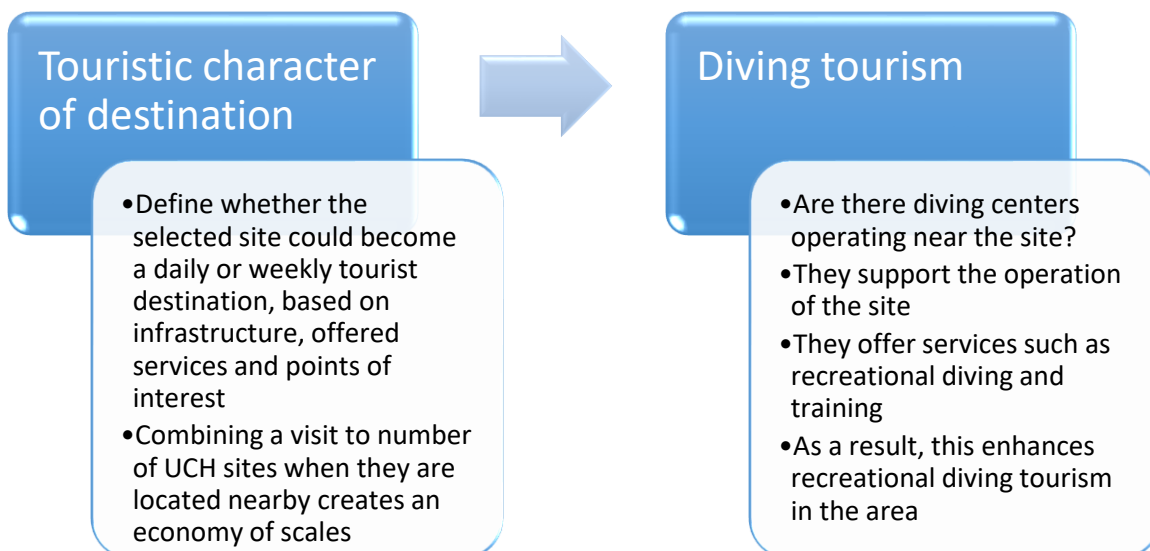 Touristic character
of destination
•Define whether the
selected site could become
a daily or weekly tourist
destination, based on
infrastructure, offered
services and points of
interest
•Combining a visit to number
of UCH sites when they are
located nearby creates an
economy of scales
Diving tourism
•Are there diving centers
operating near the site?
•They support the operation
of the site
•They offer services such as
recreational diving and
training
•As a result, this enhances
recreational diving tourism
in the area